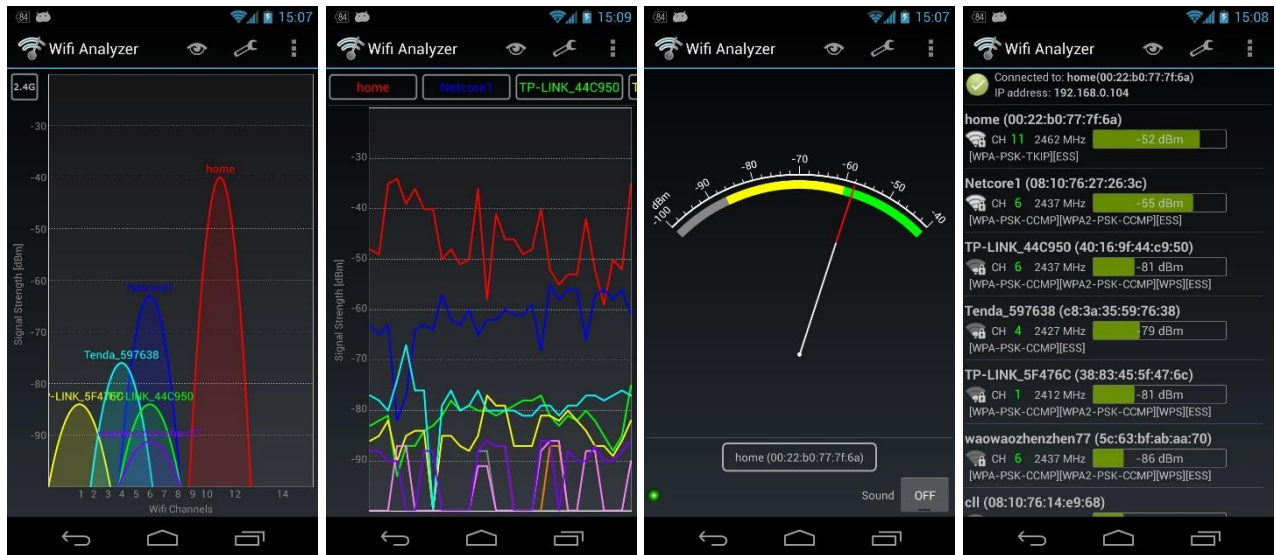 84
15:07
Wifi Analyzer
2.4G
-30
home
-40
-50
-60
Netcore1
-70
Tenda_597638
-80
P-LINK_5F476C
TP-LINK_44C950
-90
Signal Strength [dBm]
1 2 3 4 5 6 7 8 9 10 12 14
Wifi Channels
84
15:09
Wifi Analyzer
home Netcore1 TP-LINK_44C950 T
-30
-40
-50
-60
-70
-80
-90
Signal Strength [dBm]
84
15:07
Wifi Analyzer
dBm
-100 -90 -80 -70 -60 -50 -40
home (00:22:b0:77:7f:6a)
Sound OFF
84
15:08
Wifi Analyzer
Connected to: home(00:22:b0:77:7f:6a)
IP address: 192.168.0.104
home (00:22:b0:77:7f:6a)
CH 11 2462 MHz -52 dBm
[WPA-PSK-TKIP][ESS]
Netcore1 (08:10:76:27:26:3c)
CH 6 2437 MHz -55 dBm
[WPA-PSK-CCMP][WPA2-PSK-CCMP][ESS]
TP-LINK_44C950 (40:16:9f:44:c9:50)
CH 6 2437 MHz -81 dBm
[WPA-PSK-CCMP][WPA2-PSK-CCMP][WPS][ESS]
Tenda_597638 (c8:3a:35:59:76:38)
CH 4 2427 MHz -79 dBm
[WPA-PSK-CCMP][ESS]
TP-LINK_5F476C (38:83:45:5f:47:6c)
CH 1 2412 MHz -81 dBm
[WPA-PSK-CCMP][WPA2-PSK-CCMP][WPS][ESS]
waowaozhenzhen77 (5c:63:bf:ab:aa:70)
CH 6 2437 MHz -86 dBm
[WPA-PSK-CCMP][WPA2-PSK-CCMP][WPS][ESS]
cll (08:10:76:14:e9:68)